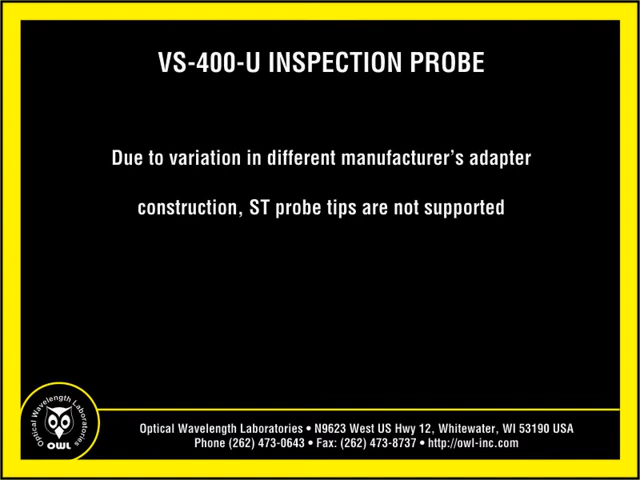 VS-400-U INSPECTION PROBE
Due to variation in different manufacturer's adapter
construction, ST probe tips are not supported
Optical Wavelength Laboratories
OWL
Optical Wavelength Laboratories • N9623 West US Hwy 12, Whitewater, WI 53190 USA
Phone (262) 473-0643 • Fax: (262) 473-8737 • http://owl-inc.com